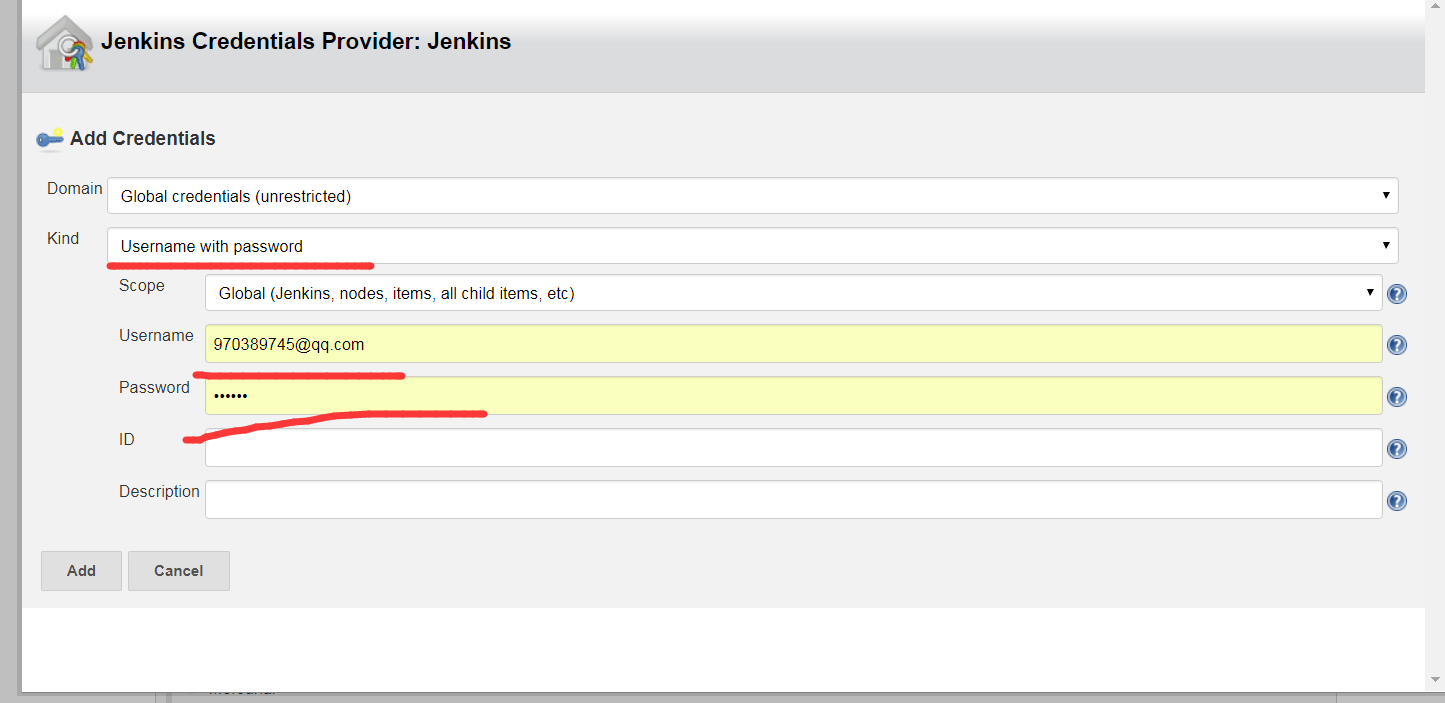 Jenkins Credentials Provider: Jenkins
Add Credentials
Domain Global credentials (unrestricted)
Kind Username with password
Scope Global (Jenkins, nodes, items, all child items, etc)
Username 970389745@qq.com
Password ••••••
ID
Description
Add Cancel